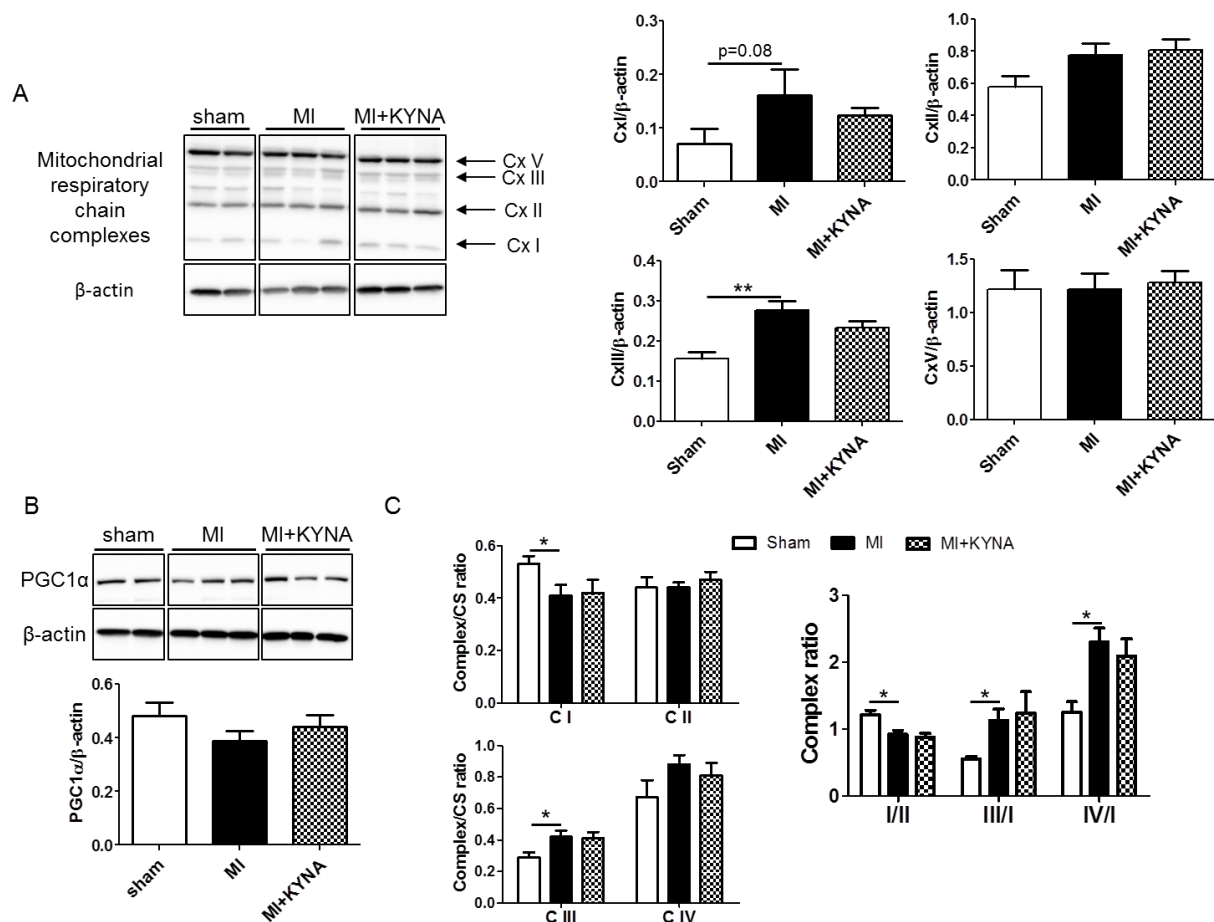 A
sham MI MI+KYNA
Mitochondrial
respiratory
chain
complexes
Cx V
Cx III
Cx II
Cx I
β-actin
CxI/β-actin
0.3
0.2
0.1
0.0
p=0.08
Sham MI MI+KYNA
CxII/β-actin
1.0
0.8
0.6
0.4
0.2
0.0
Sham MI MI+KYNA
CxIII/β-actin
0.4
0.3
0.2
0.1
0.0
**
Sham MI MI+KYNA
CxV/β-actin
1.5
1.0
0.5
0.0
Sham MI MI+KYNA
B
sham MI MI+KYNA
PGC1α
β-actin
PGC1α/β-actin
0.6
0.4
0.2
0.0
sham MI MI+KYNA
C
Sham MI MI+KYNA
Complex/CS ratio
0.6
0.4
0.2
0.0
*
C I C II
Complex/CS ratio
1.0
0.8
0.6
0.4
0.2
*
C III C IV
Complex ratio
3
2
1
0
* * *
I/II III/I IV/I